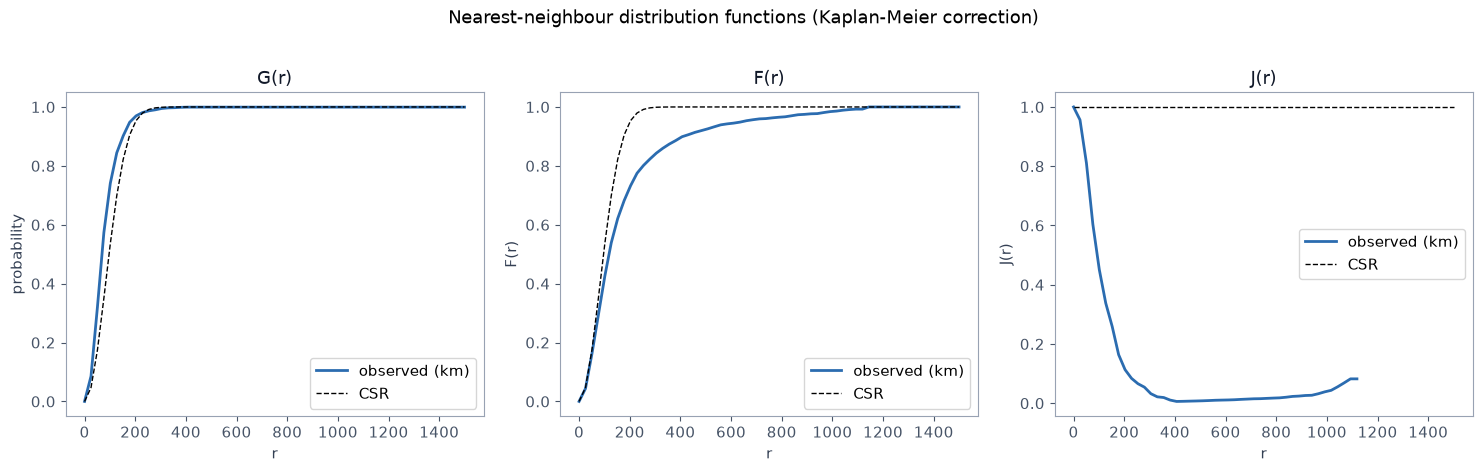 Nearest-neighbour distribution functions (Kaplan-Meier correction)
G(r)
probability
1.0
0.8
0.6
0.4
0.2
0.0
0 200 400 600 800 1000 1200 1400
r
observed (km)
CSR
F(r)
F(r)
1.0
0.8
0.6
0.4
0.2
0.0
0 200 400 600 800 1000 1200 1400
r
observed (km)
CSR
J(r)
J(r)
1.0
0.8
0.6
0.4
0.2
0.0
0 200 400 600 800 1000 1200 1400
r
observed (km)
CSR